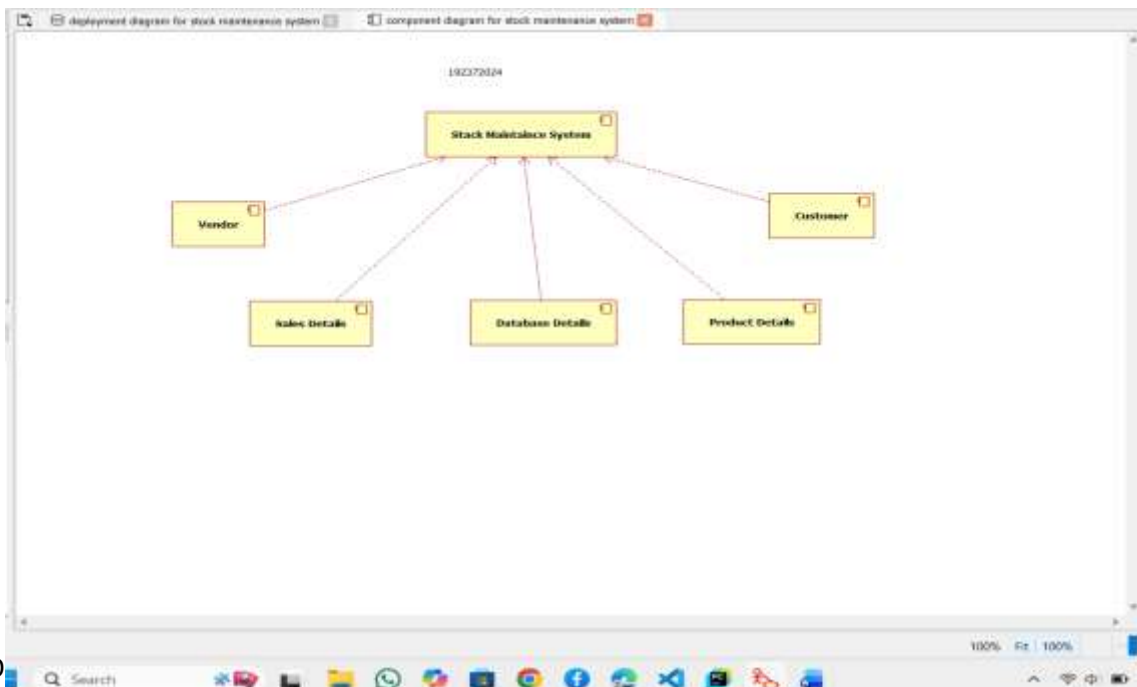 deployment diagram for stock maintenance system
component diagram for stock maintenance system
192372024
Stack Maintaince System
Vendor
Customer
Sales Details
Database Details
Product Details
100% Fit 100%
Search